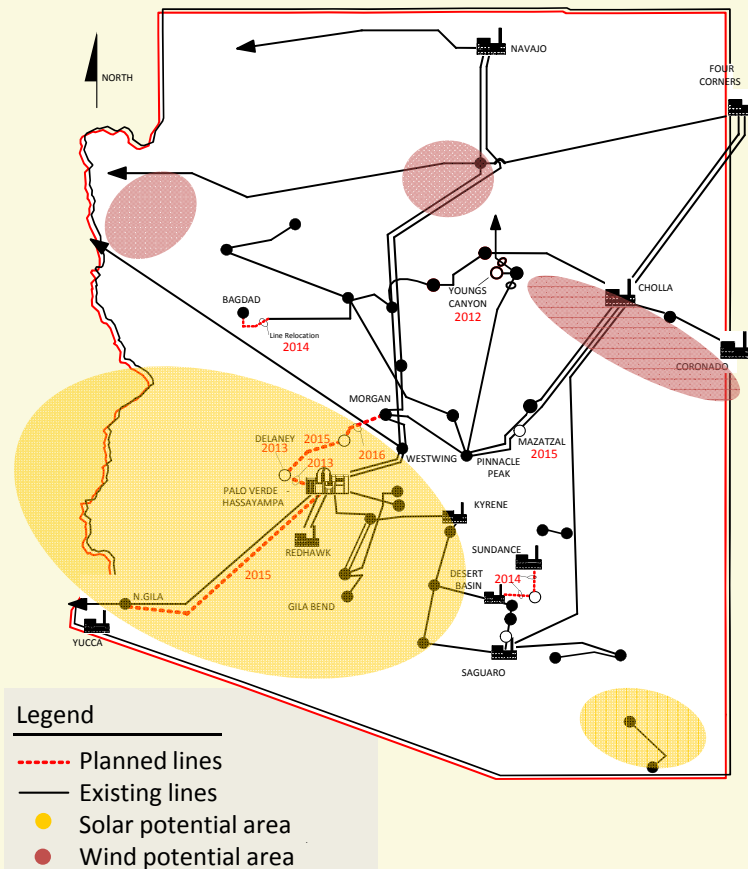 NAVAJO
FOUR
CORNERS
NORTH
YOUNGS
CANYON
2012
CHOLLA
BAGDAD
Line Relocation
2014
CORONADO
MORGAN
DELANEY
2015
2013
2016
2013
WESTWING
PINNACLE
PEAK
MAZATZAL
2015
PALO VERDE -
HASSAYAMPA
KYRENE
REDHAWK
SUNDANCE
2015
DESERT
BASIN
2014
N.GILA
GILA BEND
YUCCA
SAGUARO
Legend
Planned lines
Existing lines
Solar potential area
Wind potential area